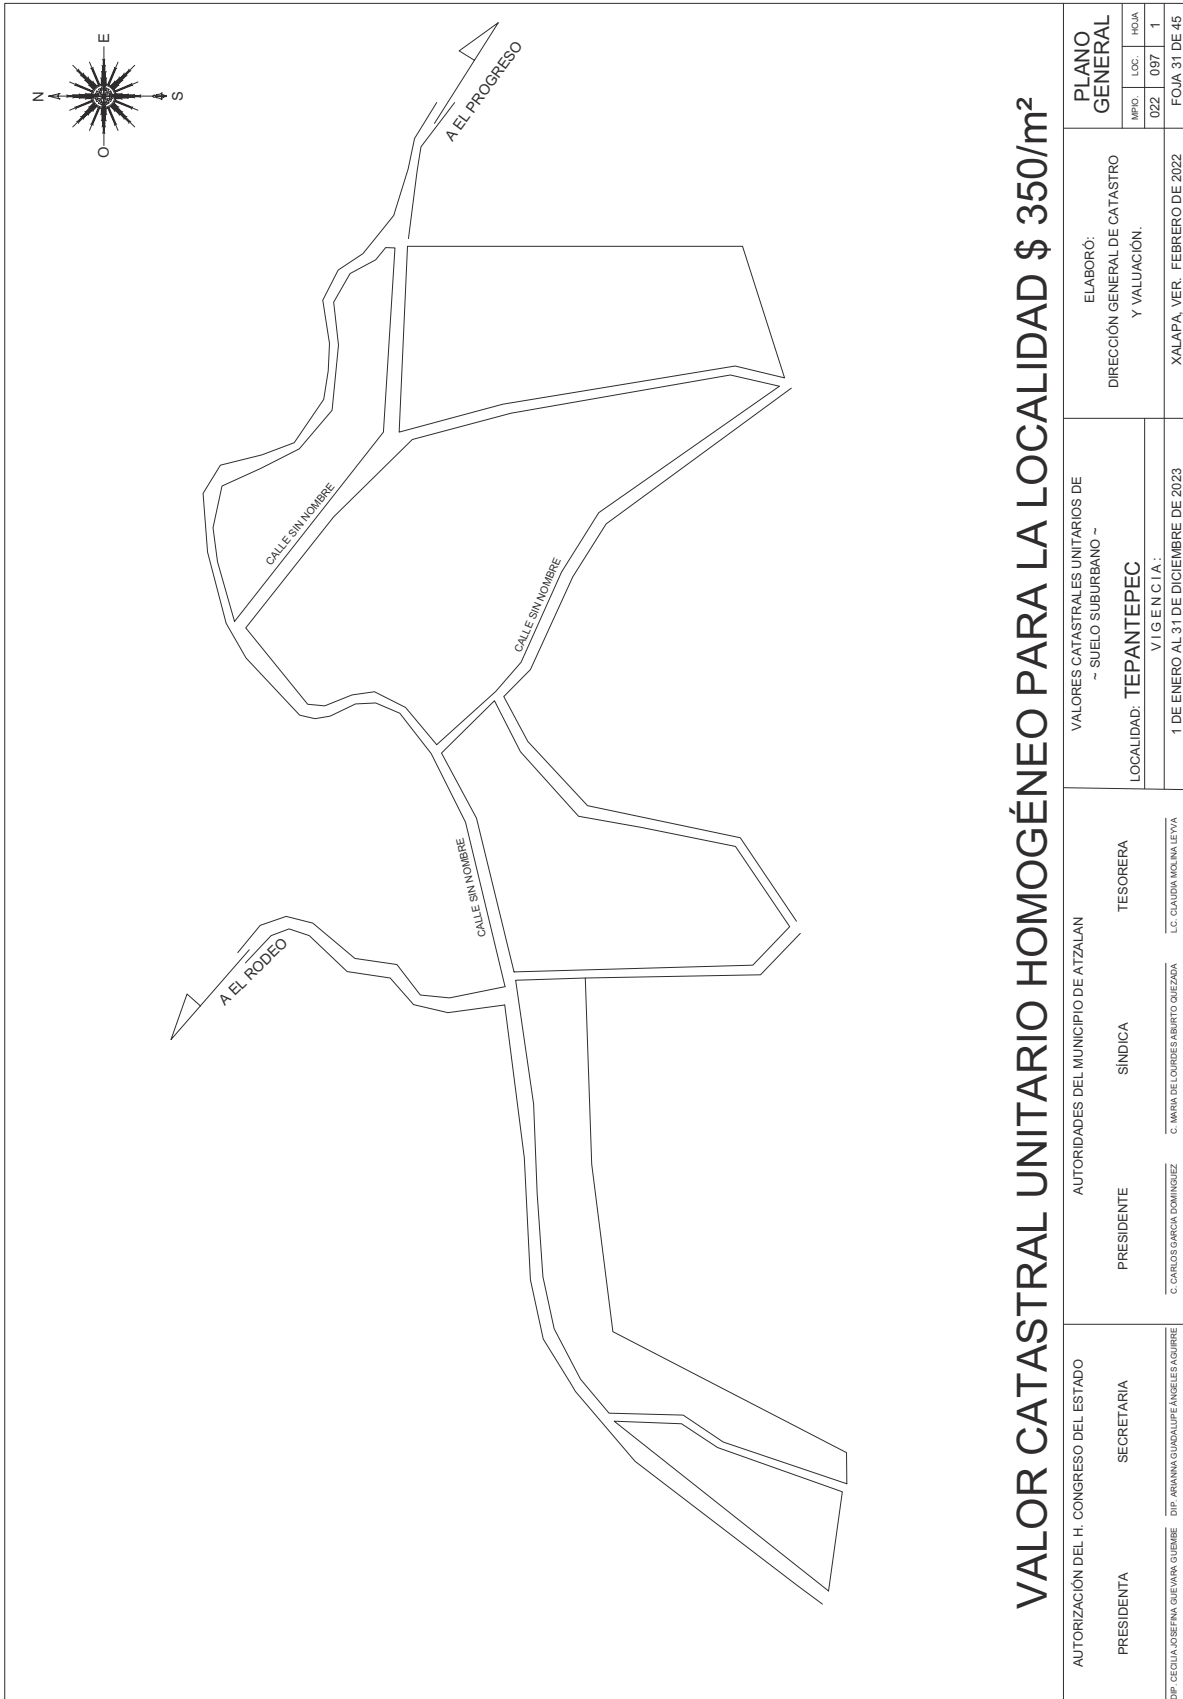 N
E
S
O
A EL PROGRESO
CALLE SIN NOMBRE
CALLE SIN NOMBRE
CALLE SIN NOMBRE
A EL RODEO
VALOR CATASTRAL UNITARIO HOMOGÉNEO PARA LA LOCALIDAD $ 350/m²
AUTORIZACIÓN DEL H. CONGRESO DEL ESTADO
PRESIDENTA
SECRETARIA
DIP. CECILIA JOSEFINA GUEVARA GUEMBE
DIP. ARIANNA GUADALUPE ÁNGELES AGUIRRE
AUTORIDADES DEL MUNICIPIO DE ATZALAN
PRESIDENTE
SÍNDICA
TESORERA
C. CARLOS GARCIA DOMINGUEZ
C. MARIA DE LOURDES ABURTO QUEZADA
L.C. CLAUDIA MOLINA LEYVA
VALORES CATASTRALES UNITARIOS DE
~ SUELO SUBURBANO ~
LOCALIDAD: TEPANTEPEC
V I G E N C I A :
1 DE ENERO AL 31 DE DICIEMBRE DE 2023
ELABORÓ:
DIRECCIÓN GENERAL DE CATASTRO
Y VALUACIÓN.
XALAPA, VER. FEBRERO DE 2022
PLANO
GENERAL
MPIO. LOC. HOJA
022 097 1
FOJA 31 DE 45